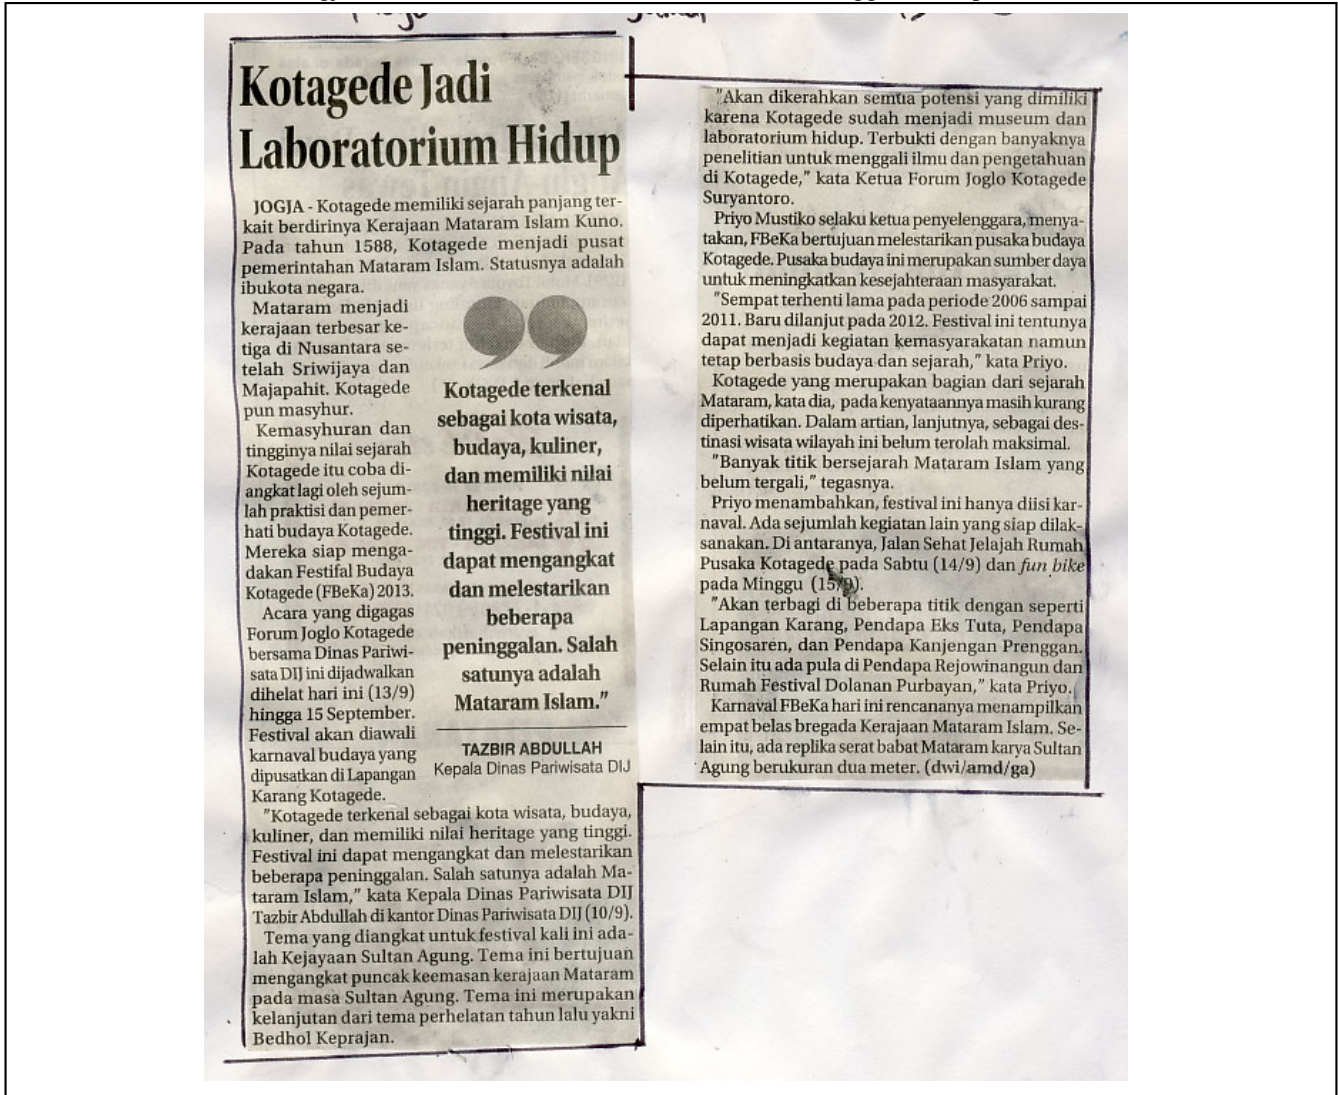 Kotagede Jadi
Laboratorium Hidup
JOGJA - Kotagede memiliki sejarah panjang ter-
kait berdirinya Kerajaan Mataram Islam Kuno.
Pada tahun 1588, Kotagede menjadi pusat
pemerintahan Mataram Islam. Statusnya adalah
ibukota negara.
Mataram menjadi
kerajaan terbesar ke-
tiga di Nusantara se-
telah Sriwijaya dan
Majapahit. Kotagede
pun masyhur.
Kemasyhuran dan
tingginya nilai sejarah
Kotagede itu coba di-
angkat lagi oleh sejum-
lah praktisi dan pemer-
hati budaya Kotagede.
Mereka siap menga-
dakan Festifal Budaya
Kotagede (FBeKa) 2013.
Acara yang digagas
Forum Joglo Kotagede
bersama Dinas Pariwi-
sata DIJ ini dijadwalkan
dihelat hari ini (13/9)
hingga 15 September.
Festival akan diawali
karnaval budaya yang
dipusatkan di Lapangan
Karang Kotagede.
"Kotagede terkenal sebagai kota wisata, budaya,
kuliner, dan memiliki nilai heritage yang tinggi.
Festival ini dapat mengangkat dan melestarikan
beberapa peninggalan. Salah satunya adalah Ma-
taram Islam," kata Kepala Dinas Pariwisata DIJ
Tazbir Abdullah di kantor Dinas Pariwisata DIJ (10/9).
Tema yang diangkat untuk festival kali ini ada-
lah Kejayaan Sultan Agung. Tema ini bertujuan
mengangkat puncak keemasan kerajaan Mataram
pada masa Sultan Agung. Tema ini merupakan
kelanjutan dari tema perhelatan tahun lalu yakni
Bedhol Keprajan.
Kotagede terkenal
sebagai kota wisata,
budaya, kuliner,
dan memiliki nilai
heritage yang
tinggi. Festival ini
dapat mengangkat
dan melestarikan
beberapa
peninggalan. Salah
satunya adalah
Mataram Islam."
TAZBIR ABDULLAH
Kepala Dinas Pariwisata DIJ
"Akan dikerahkan semua potensi yang dimiliki
karena Kotagede sudah menjadi museum dan
laboratorium hidup. Terbukti dengan banyaknya
penelitian untuk menggali ilmu dan pengetahuan
di Kotagede," kata Ketua Forum Joglo Kotagede
Suryantoro.
Priyo Mustiko selaku ketua penyelenggara, menya-
takan, FBeKa bertujuan melestarikan pusaka budaya
Kotagede. Pusaka budaya ini merupakan sumber daya
untuk meningkatkan kesejahteraan masyarakat.
"Sempat terhenti lama pada periode 2006 sampai
2011. Baru dilanjut pada 2012. Festival ini tentunya
dapat menjadi kegiatan kemasyarakatan namun
tetap berbasis budaya dan sejarah," kata Priyo.
Kotagede yang merupakan bagian dari sejarah
Mataram, kata dia, pada kenyataannya masih kurang
diperhatikan. Dalam artian, lanjutnya, sebagai des-
tinasi wisata wilayah ini belum terolah maksimal.
"Banyak titik bersejarah Mataram Islam yang
belum tergali," tegasnya.
Priyo menambahkan, festival ini hanya diisi kar-
naval. Ada sejumlah kegiatan lain yang siap dilak-
sanakan. Di antaranya, Jalan Sehat Jelajah Rumah
Pusaka Kotagede pada Sabtu (14/9) dan fun bike
pada Minggu (15/9).
"Akan terbagi di beberapa titik dengan seperti
Lapangan Karang, Pendapa Eks Tuta, Pendapa
Singosaren, dan Pendapa Kanjengan Prenggan.
Selain itu ada pula di Pendapa Rejowinangun dan
Rumah Festival Dolanan Purbayan," kata Priyo.
Karnaval FBeKa hari ini rencananya menampilkan
empat belas bregada Kerajaan Mataram Islam. Se-
lain itu, ada replika serat babat Mataram karya Sultan
Agung berukuran dua meter. (dwi/amd/ga)